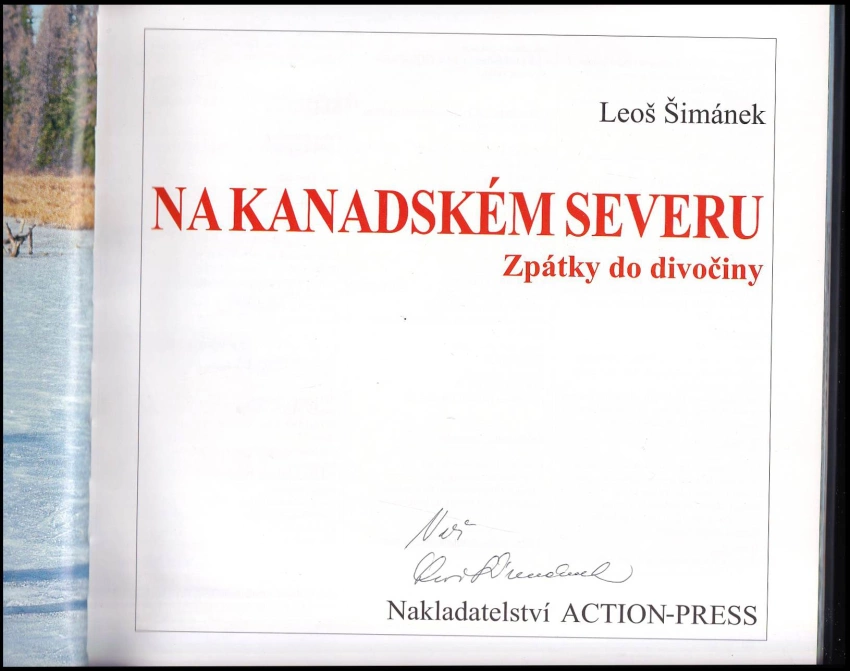 Leoš Šimánek
NA KANADSKÉM SEVERU
Zpátky do divočiny
Nakladatelství ACTION-PRESS